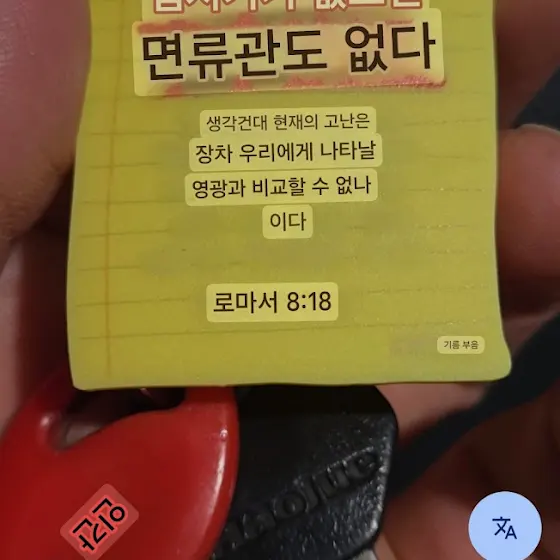 면류관도 없다
생각건대 현재의 고난은
장차 우리에게 나타날
영광과 비교할 수 없나
이다
로마서 8:18
기름 부음
인간